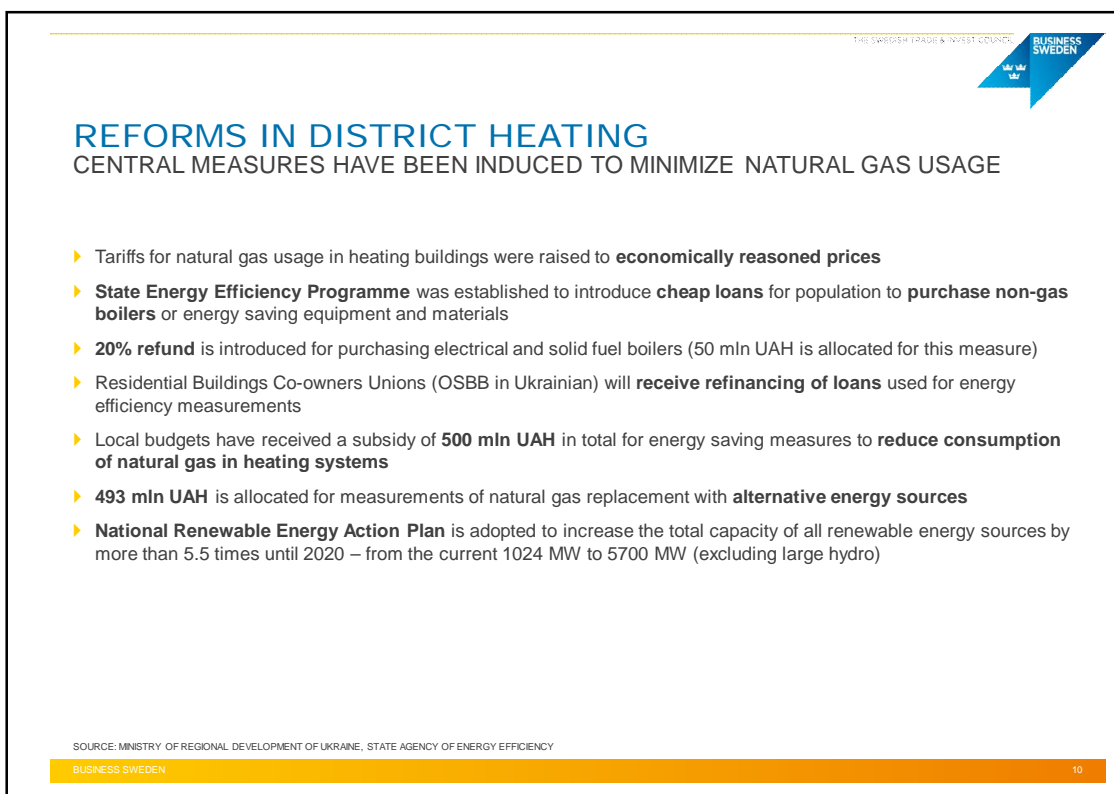 THE SWEDISH TRADE & INVEST COUNCIL
BUSINESS
SWEDEN
REFORMS IN DISTRICT HEATING
CENTRAL MEASURES HAVE BEEN INDUCED TO MINIMIZE NATURAL GAS USAGE
Tariffs for natural gas usage in heating buildings were raised to economically reasoned prices
State Energy Efficiency Programme was established to introduce cheap loans for population to purchase non-gas
boilers or energy saving equipment and materials
20% refund is introduced for purchasing electrical and solid fuel boilers (50 mln UAH is allocated for this measure)
Residential Buildings Co-owners Unions (OSBB in Ukrainian) will receive refinancing of loans used for energy
efficiency measurements
Local budgets have received a subsidy of 500 mln UAH in total for energy saving measures to reduce consumption
of natural gas in heating systems
493 mln UAH is allocated for measurements of natural gas replacement with alternative energy sources
National Renewable Energy Action Plan is adopted to increase the total capacity of all renewable energy sources by
more than 5.5 times until 2020 – from the current 1024 MW to 5700 MW (excluding large hydro)
SOURCE: MINISTRY OF REGIONAL DEVELOPMENT OF UKRAINE, STATE AGENCY OF ENERGY EFFICIENCY
BUSINESS SWEDEN 10